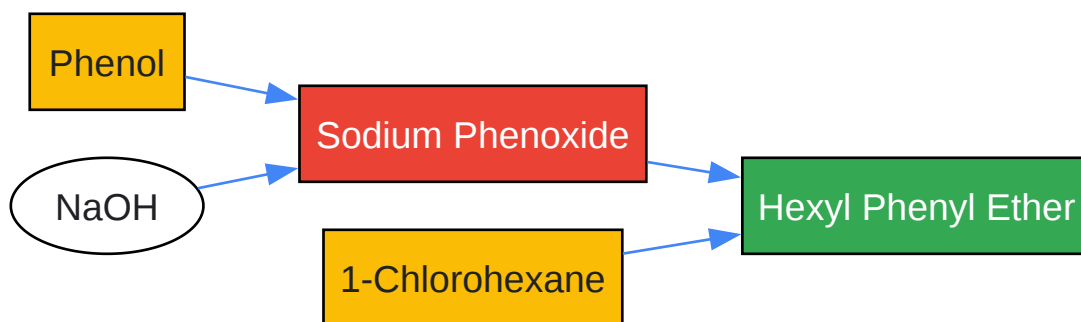 Phenol
Sodium Phenoxide
NaOH
Hexyl Phenyl Ether
1-Chlorohexane